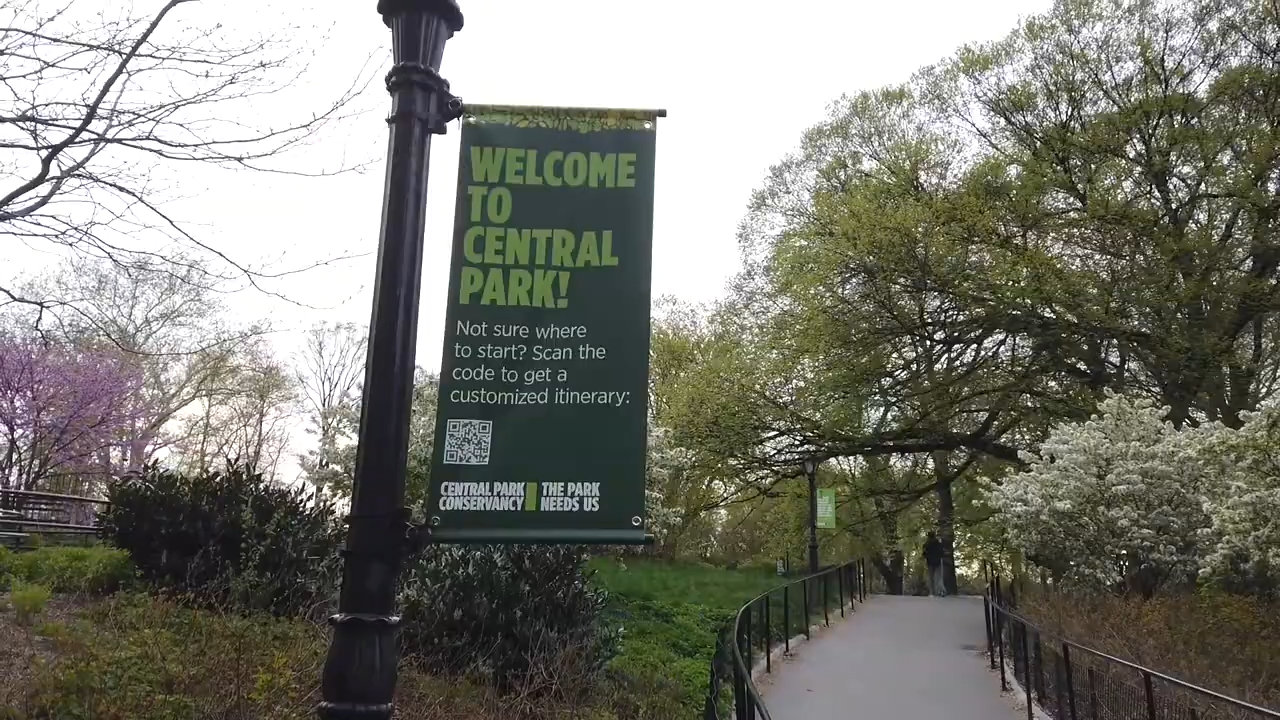 WELCOME
TO
CENTRAL
PARK!
Not sure where
to start? Scan the
code to get a
customized itinerary:
CENTRAL PARK
CONSERVANCY
THE PARK
NEEDS US